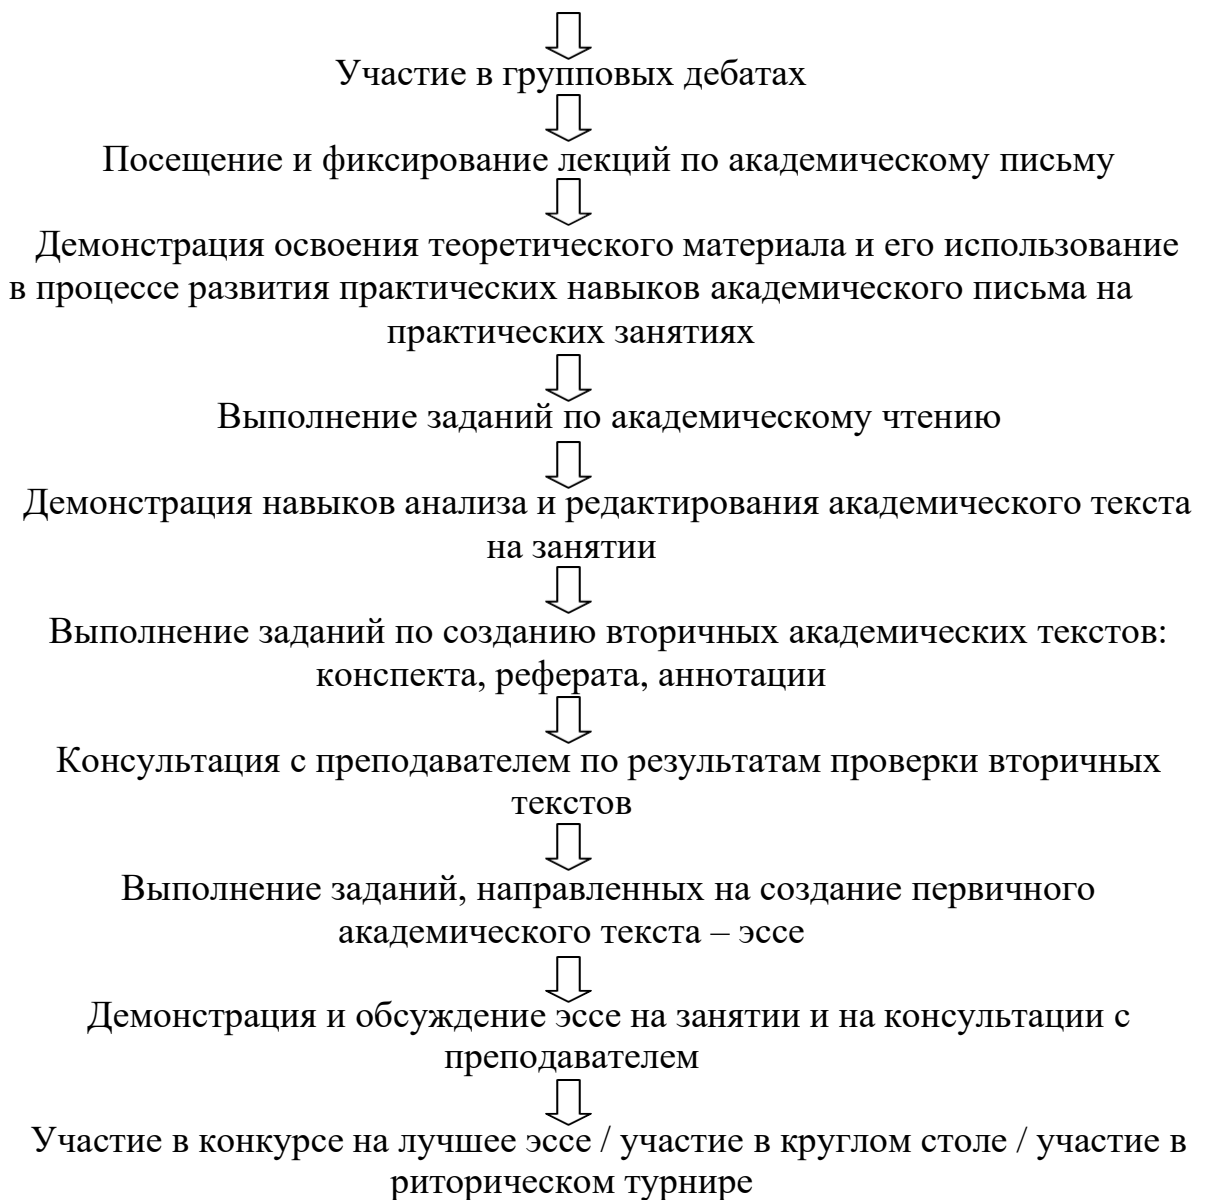 Участие в групповых дебатах
Посещение и фиксирование лекций по академическому письму
Демонстрация освоения теоретического материала и его использование
в процессе развития практических навыков академического письма на
практических занятиях
Выполнение заданий по академическому чтению
Демонстрация навыков анализа и редактирования академического текста
на занятии
Выполнение заданий по созданию вторичных академических текстов:
конспекта, реферата, аннотации
Консультация с преподавателем по результатам проверки вторичных
текстов
Выполнение заданий, направленных на создание первичного
академического текста – эссе
Демонстрация и обсуждение эссе на занятии и на консультации с
преподавателем
Участие в конкурсе на лучшее эссе / участие в круглом столе / участие в
риторическом турнире